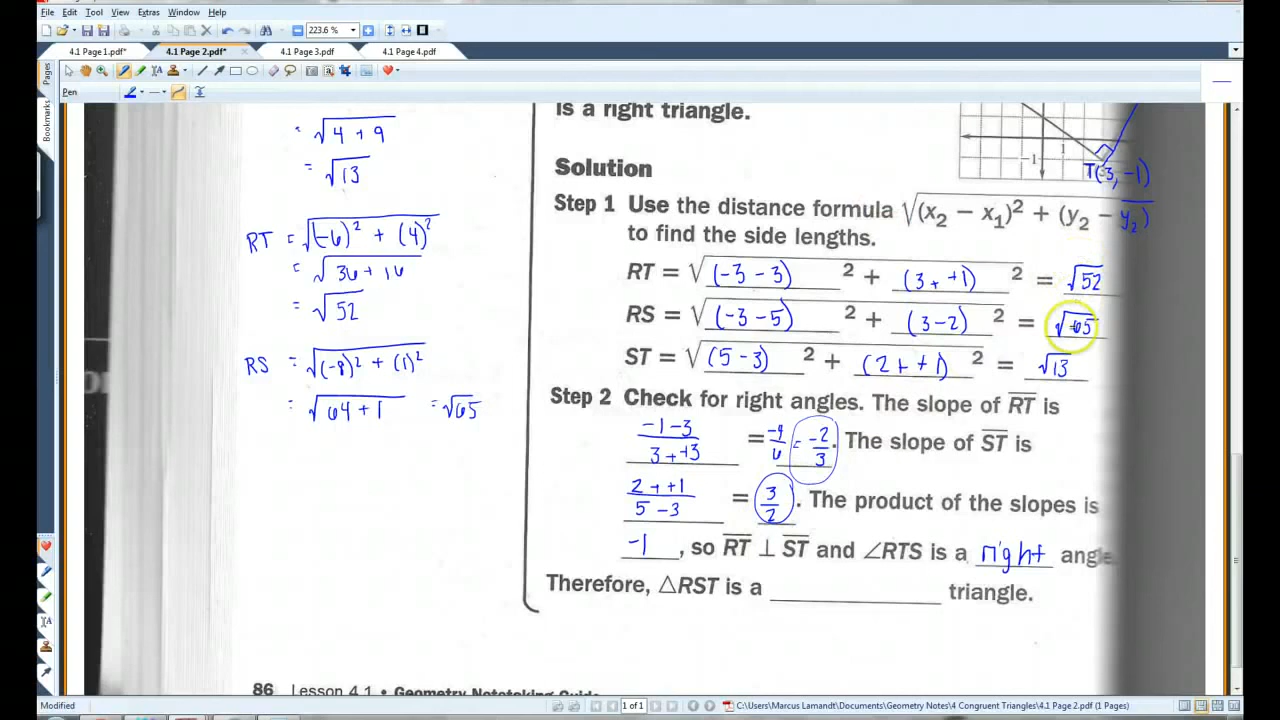 File Edit Tool View Extras Window Help
223.6 %
4.1 Page 1.pdf* 4.1 Page 2.pdf* 4.1 Page 3.pdf 4.1 Page 4.pdf
Pages
Bookmarks
Pen
= √4 + 9
= √13
RT = √(-6)² + (4)²
= √36 + 16
= √52
RS = √(-8)² + (1)²
= √64 + 1 = √65
is a right triangle.
-1 1
T(3, -1)
Solution
Step 1 Use the distance formula √(x₂ − x₁)² + (y₂ − y₂)
to find the side lengths.
RT = √(-3 - 3) ² + (3 + +1) ² = √52
RS = √(-3 - 5) ² + (3 - 2) ² = √65
ST = √(5 - 3) ² + (2 + +1) ² = √13
Step 2 Check for right angles. The slope of RT is
-1 - 3 / 3 + +3 = -4/6 = -2/3 . The slope of ST is
2 + +1 / 5 - 3 = 3/2 . The product of the slopes is
-1 , so RT ⊥ ST and ∠RTS is a right angle.
Therefore, △RST is a triangle.
86 Lesson 4.1 • Geometry Notetaking Guide
Modified 1 of 1 C:\Users\Marcus Lamandt\Documents\Geometry Notes\4 Congruent Triangles\4.1 Page 2.pdf (1 Pages)